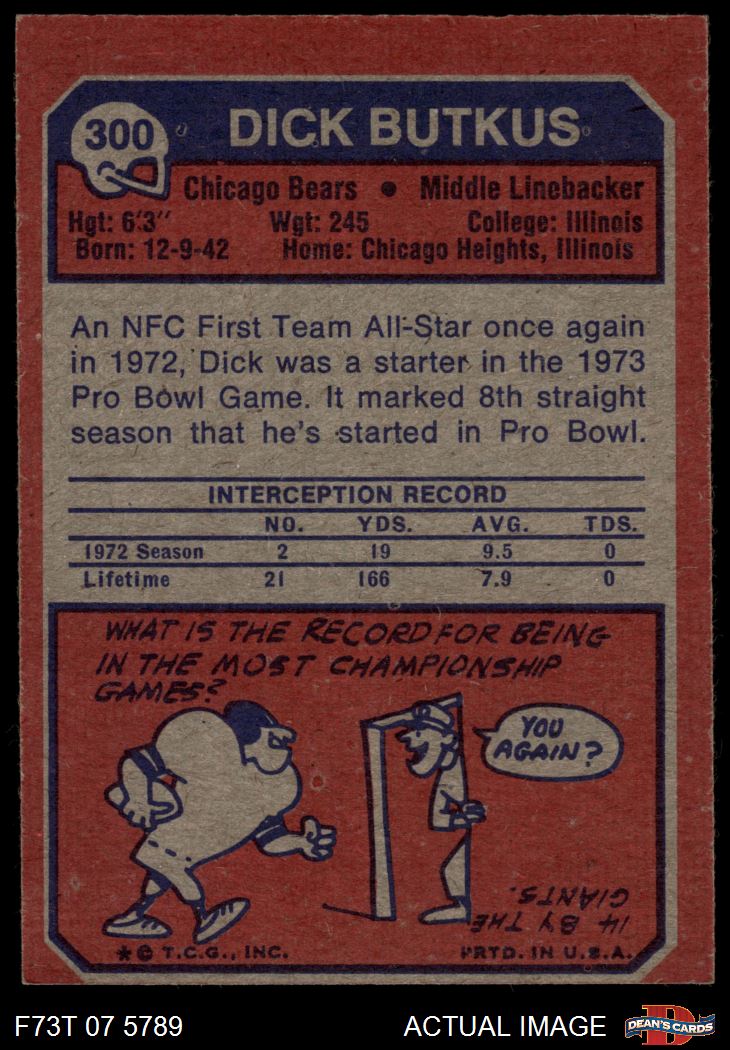 300
DICK BUTKUS
Chicago Bears • Middle Linebacker
Hgt: 6'3" Wgt: 245 College: Illinois
Born: 12-9-42 Home: Chicago Heights, Illinois
An NFC First Team All-Star once again
in 1972, Dick was a starter in the 1973
Pro Bowl Game. It marked 8th straight
season that he's started in Pro Bowl.
INTERCEPTION RECORD
NO. YDS. AVG. TDS.
1972 Season 2 19 9.5 0
Lifetime 21 166 7.9 0
WHAT IS THE RECORD FOR BEING
IN THE MOST CHAMPIONSHIP
GAMES?
YOU
AGAIN?
14 BY THE
GIANTS.
★ © T.C.G., INC. PRTD. IN U.S.A.
F73T 07 5789 ACTUAL IMAGE
D
DEAN'S CARDS